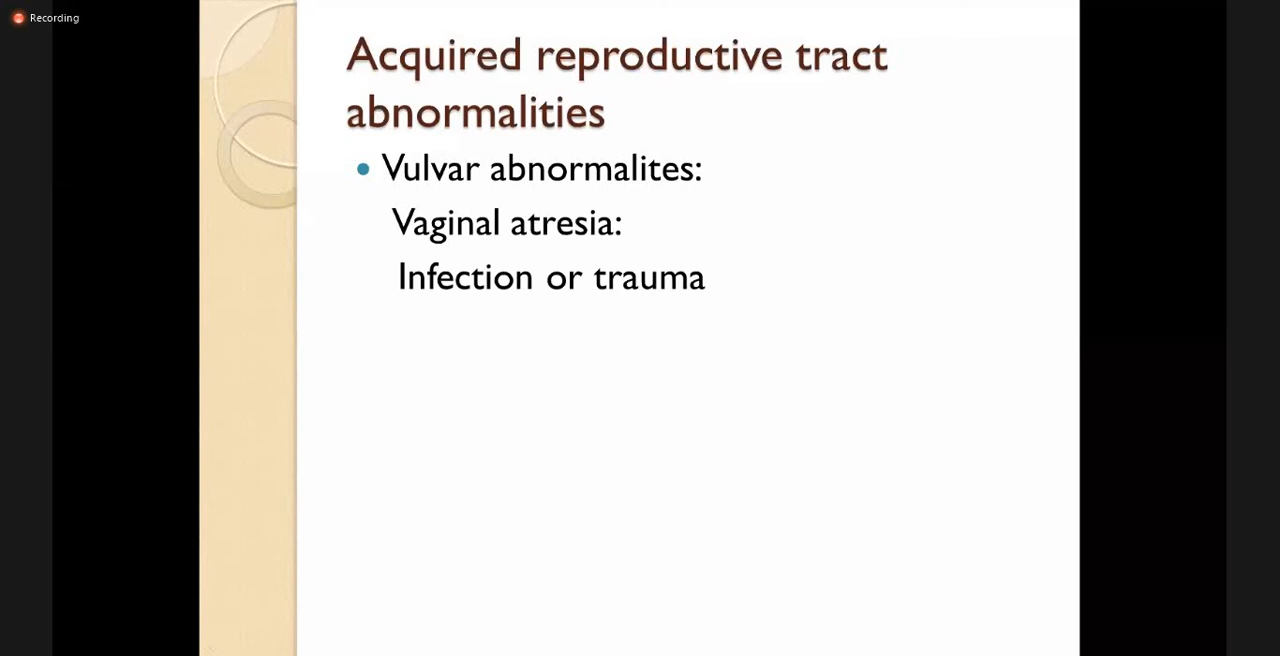 Recording
Acquired reproductive tract
abnormalities
• Vulvar abnormalites:
Vaginal atresia:
Infection or trauma